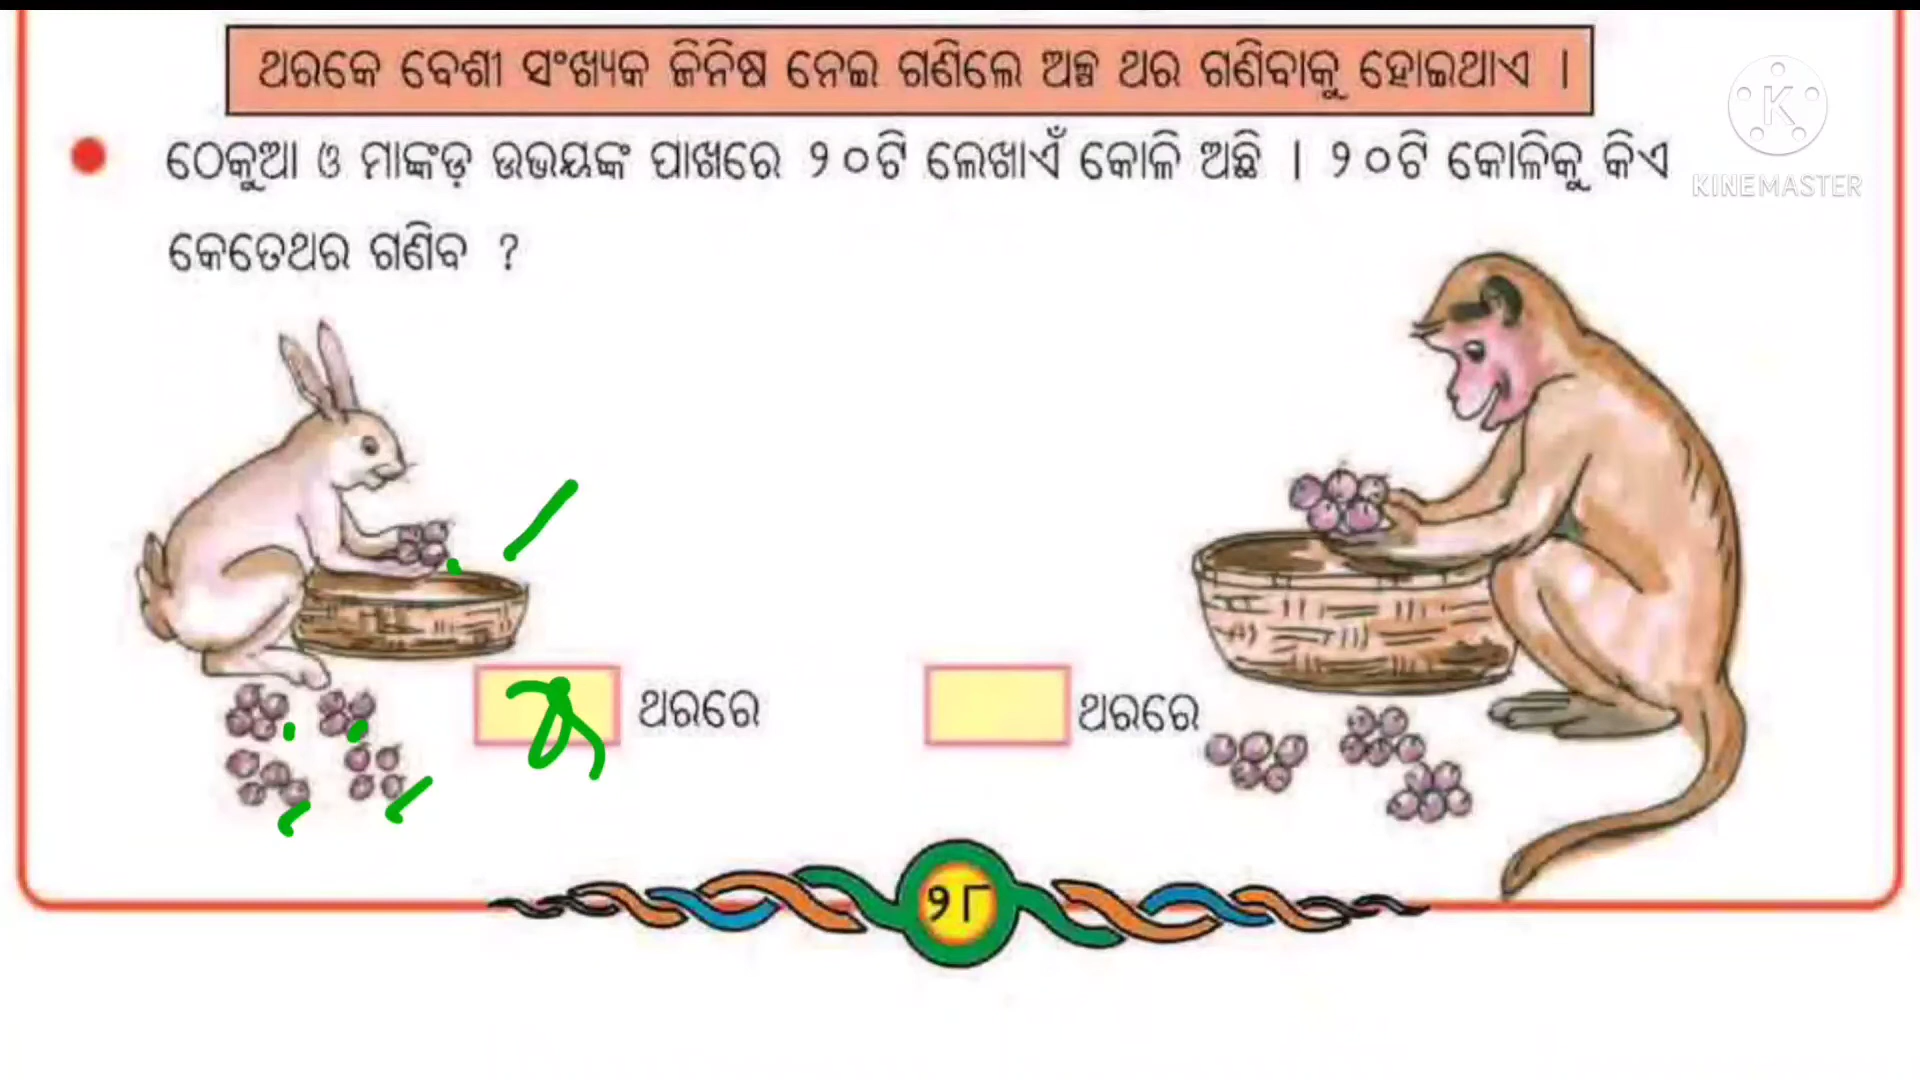 ଥରକେ ବେଶୀ ସଂଖ୍ୟକ ଜିନିଷ ନେଇ ଗଣିଲେ ଅଳ୍ପ ଥର ଗଣିବାକୁ ହୋଇଥାଏ ।
ଠେକୁଆ ଓ ମାଙ୍କଡ଼ ଉଭୟଙ୍କ ପାଖରେ ୨୦ଟି ଲେଖାଏଁ କୋଳି ଅଛି । ୨୦ଟି କୋଳିକୁ କିଏ
କେତେଥର ଗଣିବ ?
K
KINEMASTER
ଥରରେ
ଥରରେ
୨୮